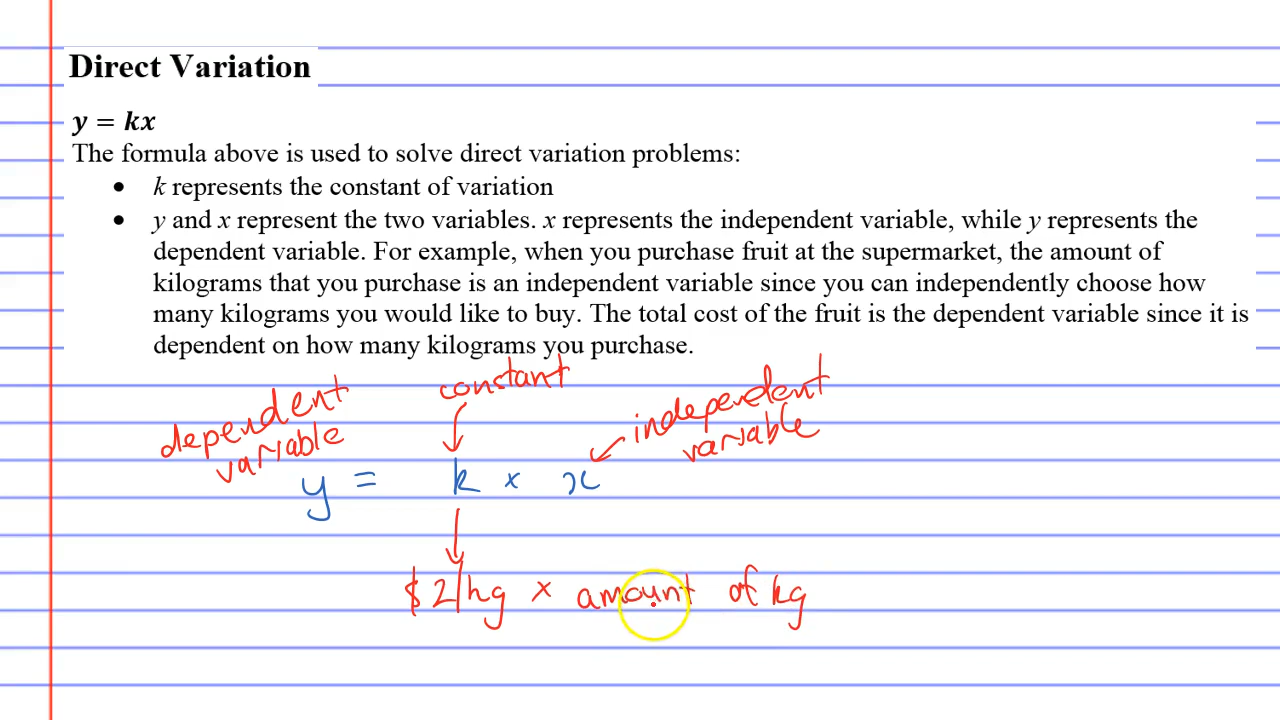 Direct Variation
y = kx
The formula above is used to solve direct variation problems:
• k represents the constant of variation
• y and x represent the two variables. x represents the independent variable, while y represents the
dependent variable. For example, when you purchase fruit at the supermarket, the amount of
kilograms that you purchase is an independent variable since you can independently choose how
many kilograms you would like to buy. The total cost of the fruit is the dependent variable since it is
dependent on how many kilograms you purchase.
dependent variable
constant
independent variable
y = k × x
$2/kg × amount of kg